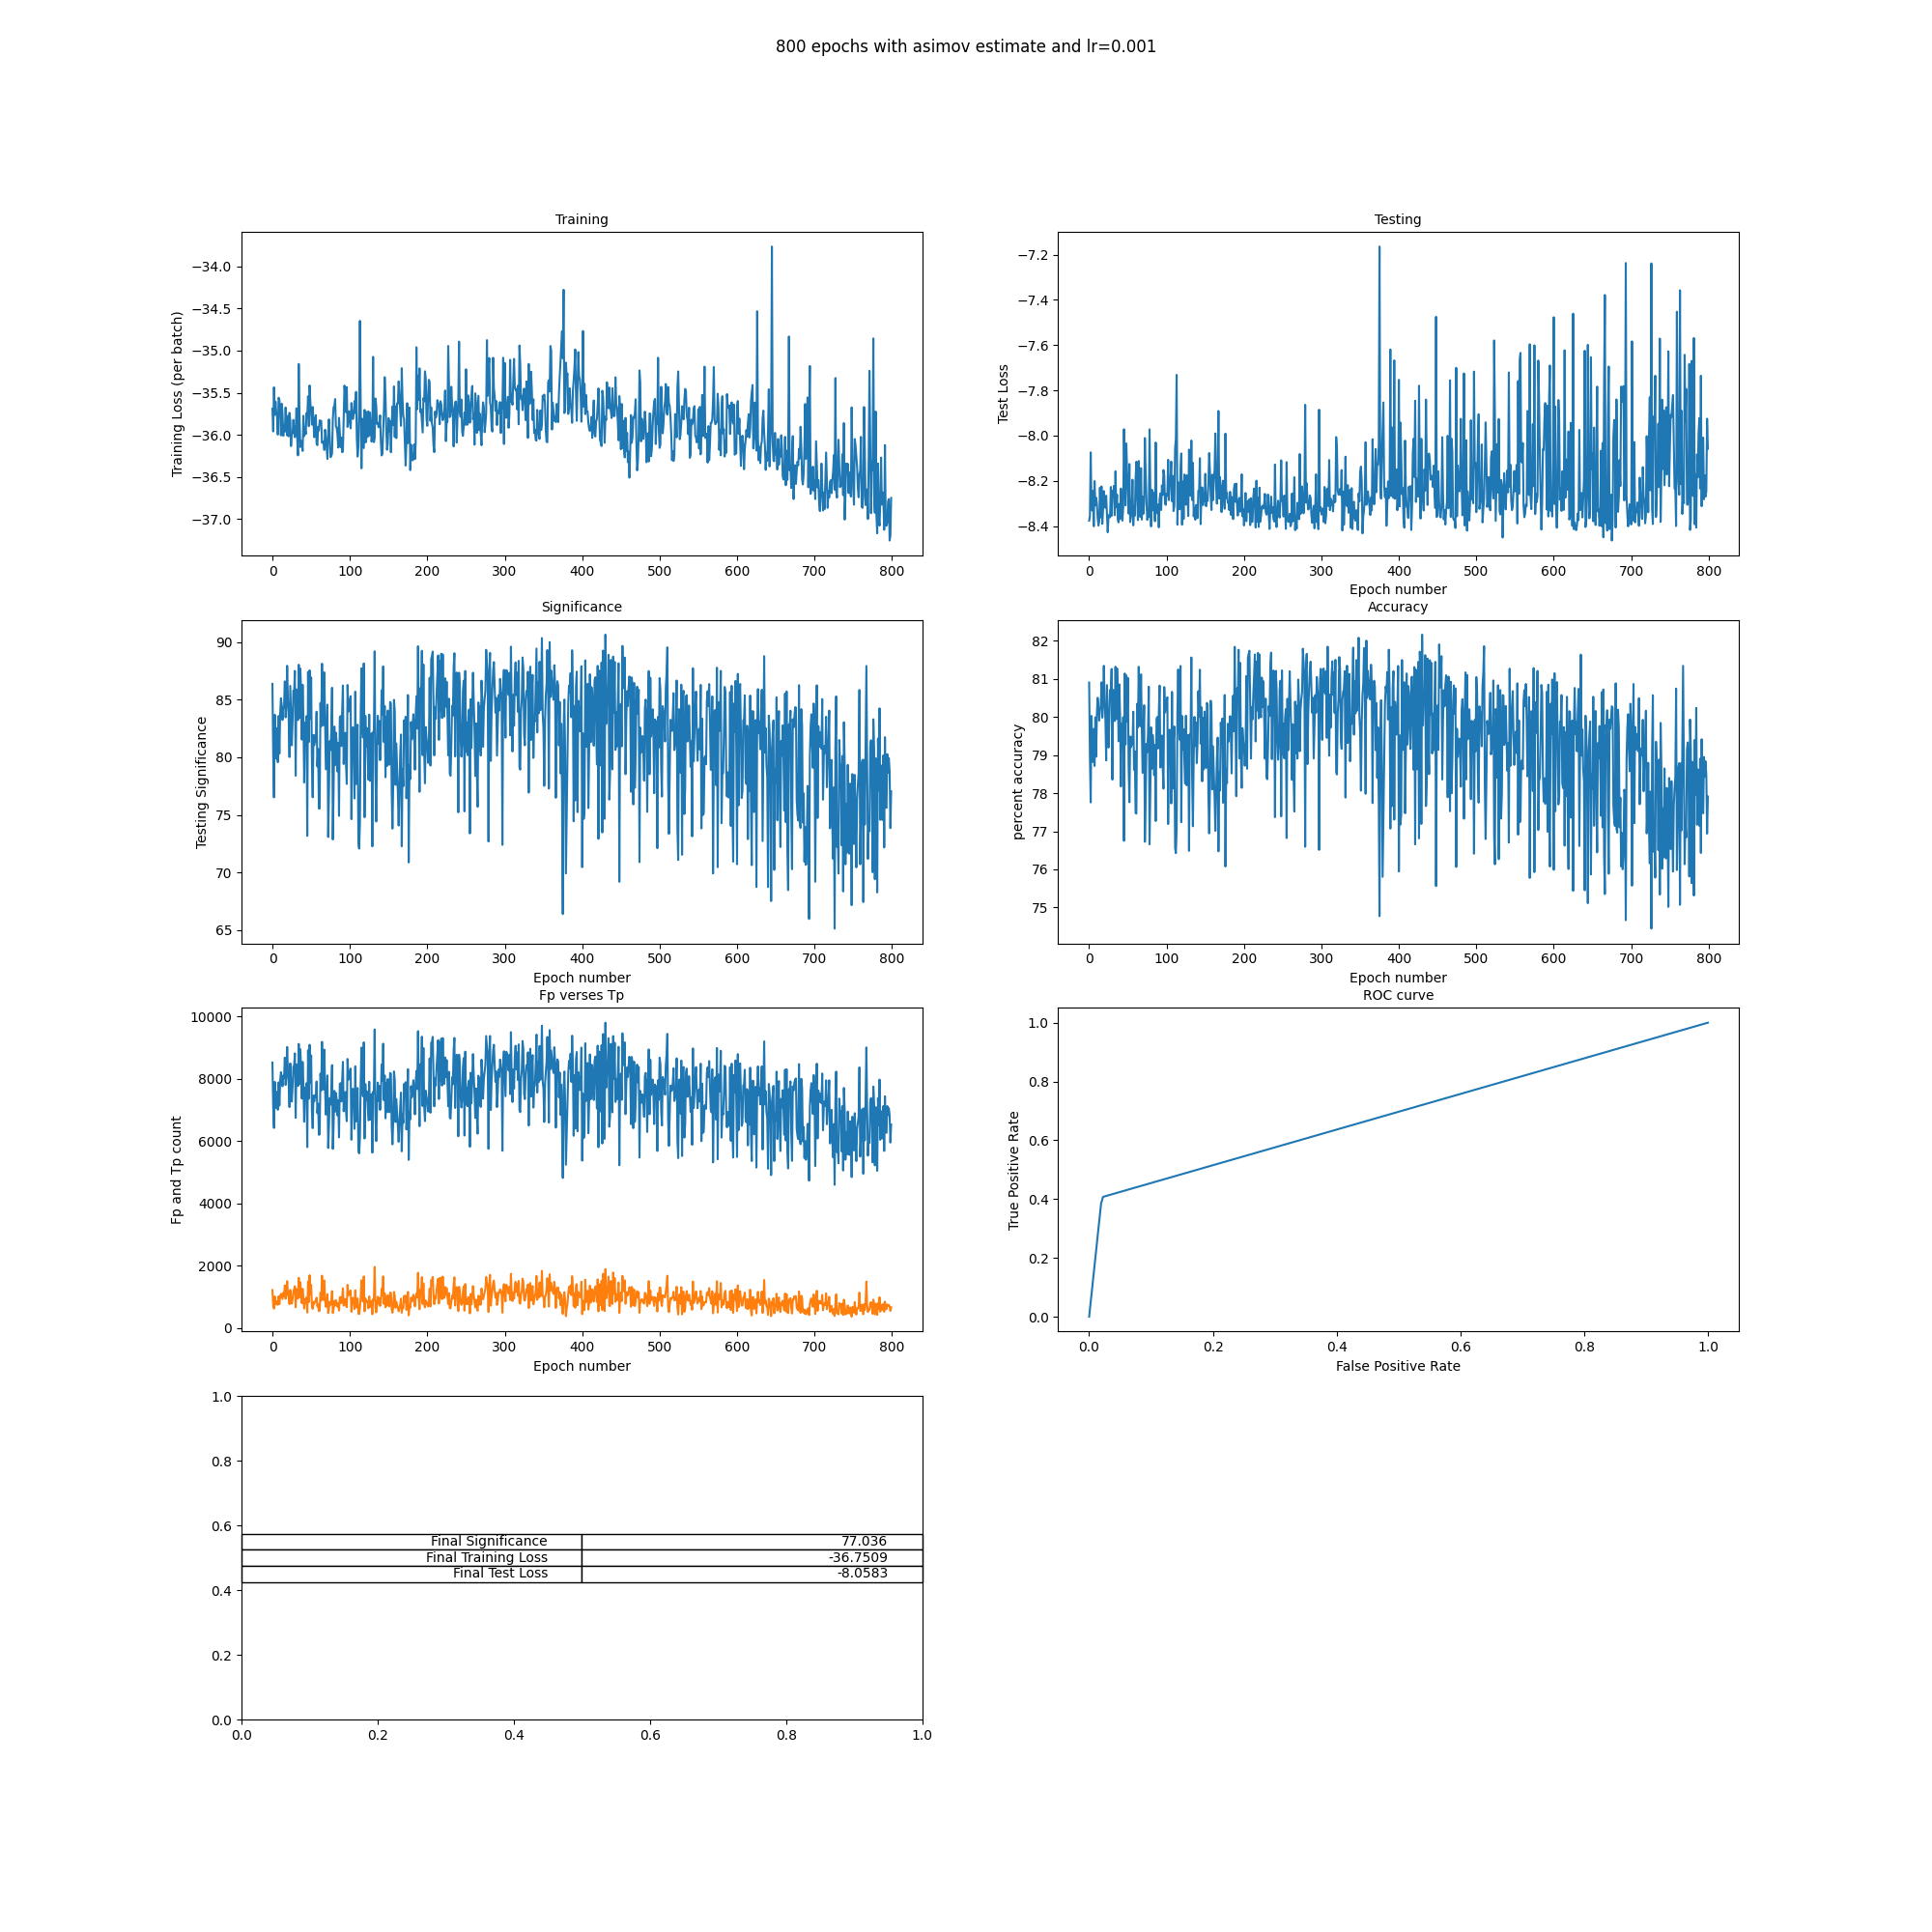 800 epochs with asimov estimate and lr=0.001
Training
Training Loss (per batch)
−34.0
−34.5
−35.0
−35.5
−36.0
−36.5
−37.0
0 100 200 300 400 500 600 700 800
Testing
Test Loss
−7.2
−7.4
−7.6
−7.8
−8.0
−8.2
−8.4
0 100 200 300 400 500 600 700 800
Epoch number
Significance
Testing Significance
90
85
80
75
70
65
0 100 200 300 400 500 600 700 800
Epoch number
Accuracy
percent accuracy
82
81
80
79
78
77
76
75
0 100 200 300 400 500 600 700 800
Epoch number
Fp verses Tp
Fp and Tp count
10000
8000
6000
4000
2000
0
0 100 200 300 400 500 600 700 800
Epoch number
ROC curve
True Positive Rate
1.0
0.8
0.6
0.4
0.2
0.0
0.0 0.2 0.4 0.6 0.8 1.0
False Positive Rate
1.0
0.8
0.6
0.4
0.2
0.0
Final Significance 77.036
Final Training Loss -36.7509
Final Test Loss -8.0583
0.0 0.2 0.4 0.6 0.8 1.0